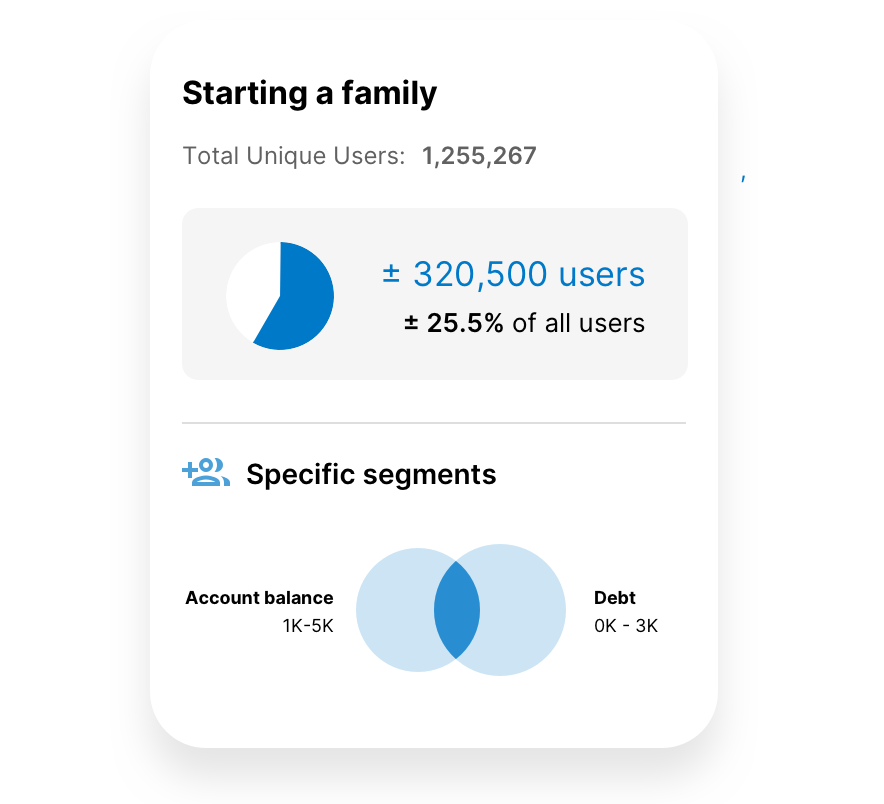 Starting a family
Total Unique Users: 1,255,267
,
± 320,500 users
± 25.5% of all users
Specific segments
Account balance
1K-5K
Debt
0K - 3K